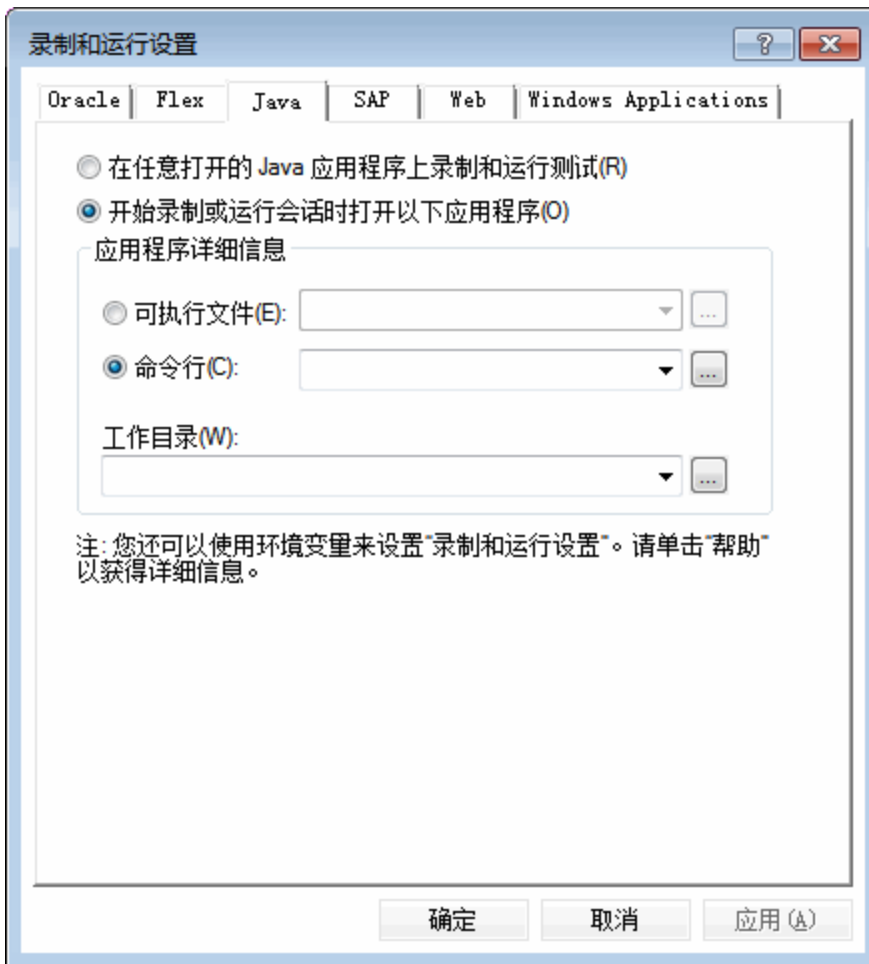 录制和运行设置
Oracle Flex Java SAP Web Windows Applications
在任意打开的 Java 应用程序上录制和运行测试(R)
开始录制或运行会话时打开以下应用程序(O)
应用程序详细信息
可执行文件(E): ...
命令行(C): ...
工作目录(W):
...
注: 您还可以使用环境变量来设置"录制和运行设置"。请单击"帮助"
以获得详细信息。
确定 取消 应用(A)